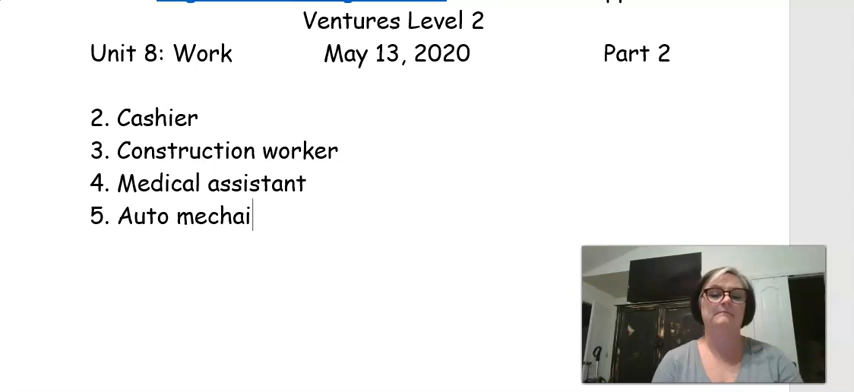 Ventures Level 2
Unit 8: Work May 13, 2020 Part 2
2. Cashier
3. Construction worker
4. Medical assistant
5. Auto mechai